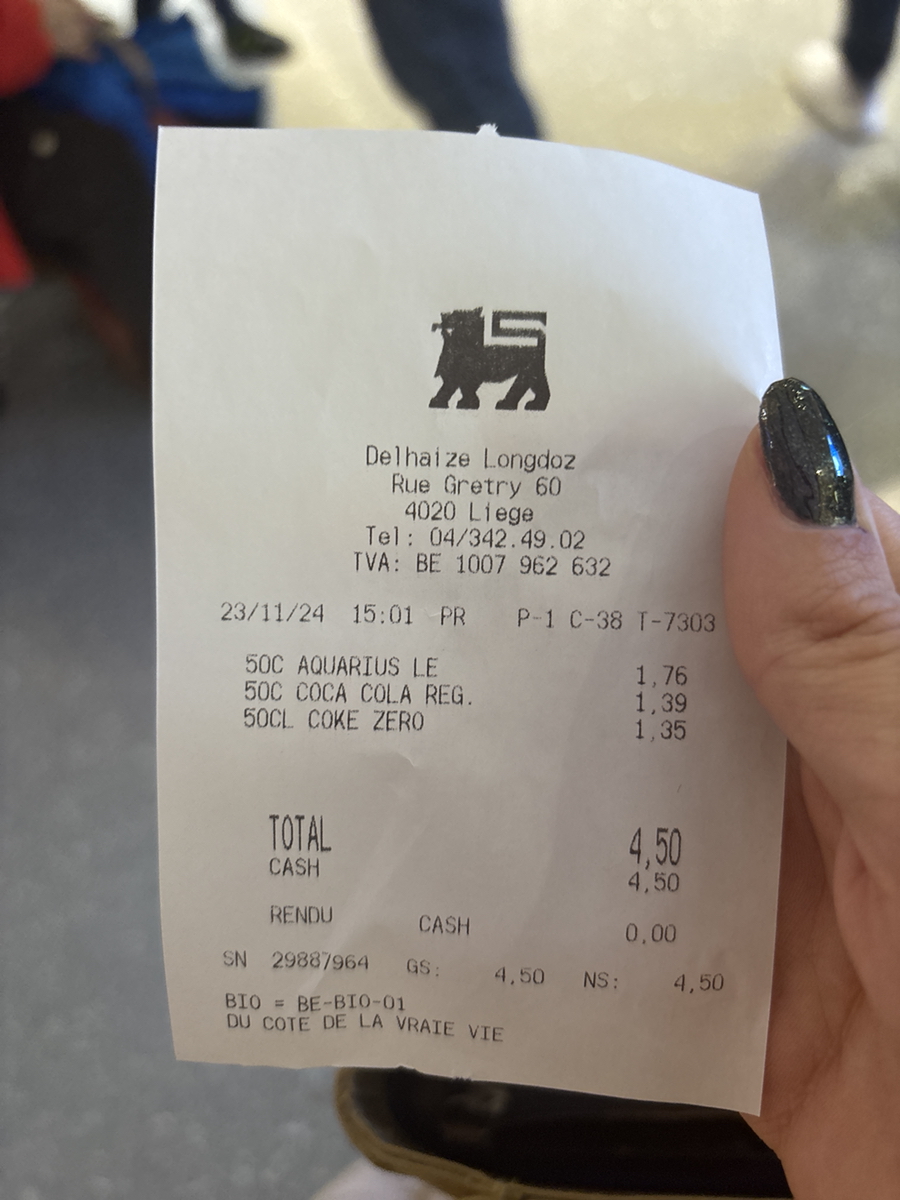 Delhaize Longdoz
Rue Gretry 60
4020 Liege
Tel: 04/342.49.02
TVA: BE 1007 962 632
23/11/24 15:01 PR P-1 C-38 T-7303
50C AQUARIUS LE 1,76
50C COCA COLA REG. 1,39
50CL COKE ZERO 1,35
TOTAL 4,50
CASH 4,50
RENDU CASH 0,00
SN 29887964 GS: 4,50 NS: 4,50
BIO = BE-BIO-01
DU COTE DE LA VRAIE VIE